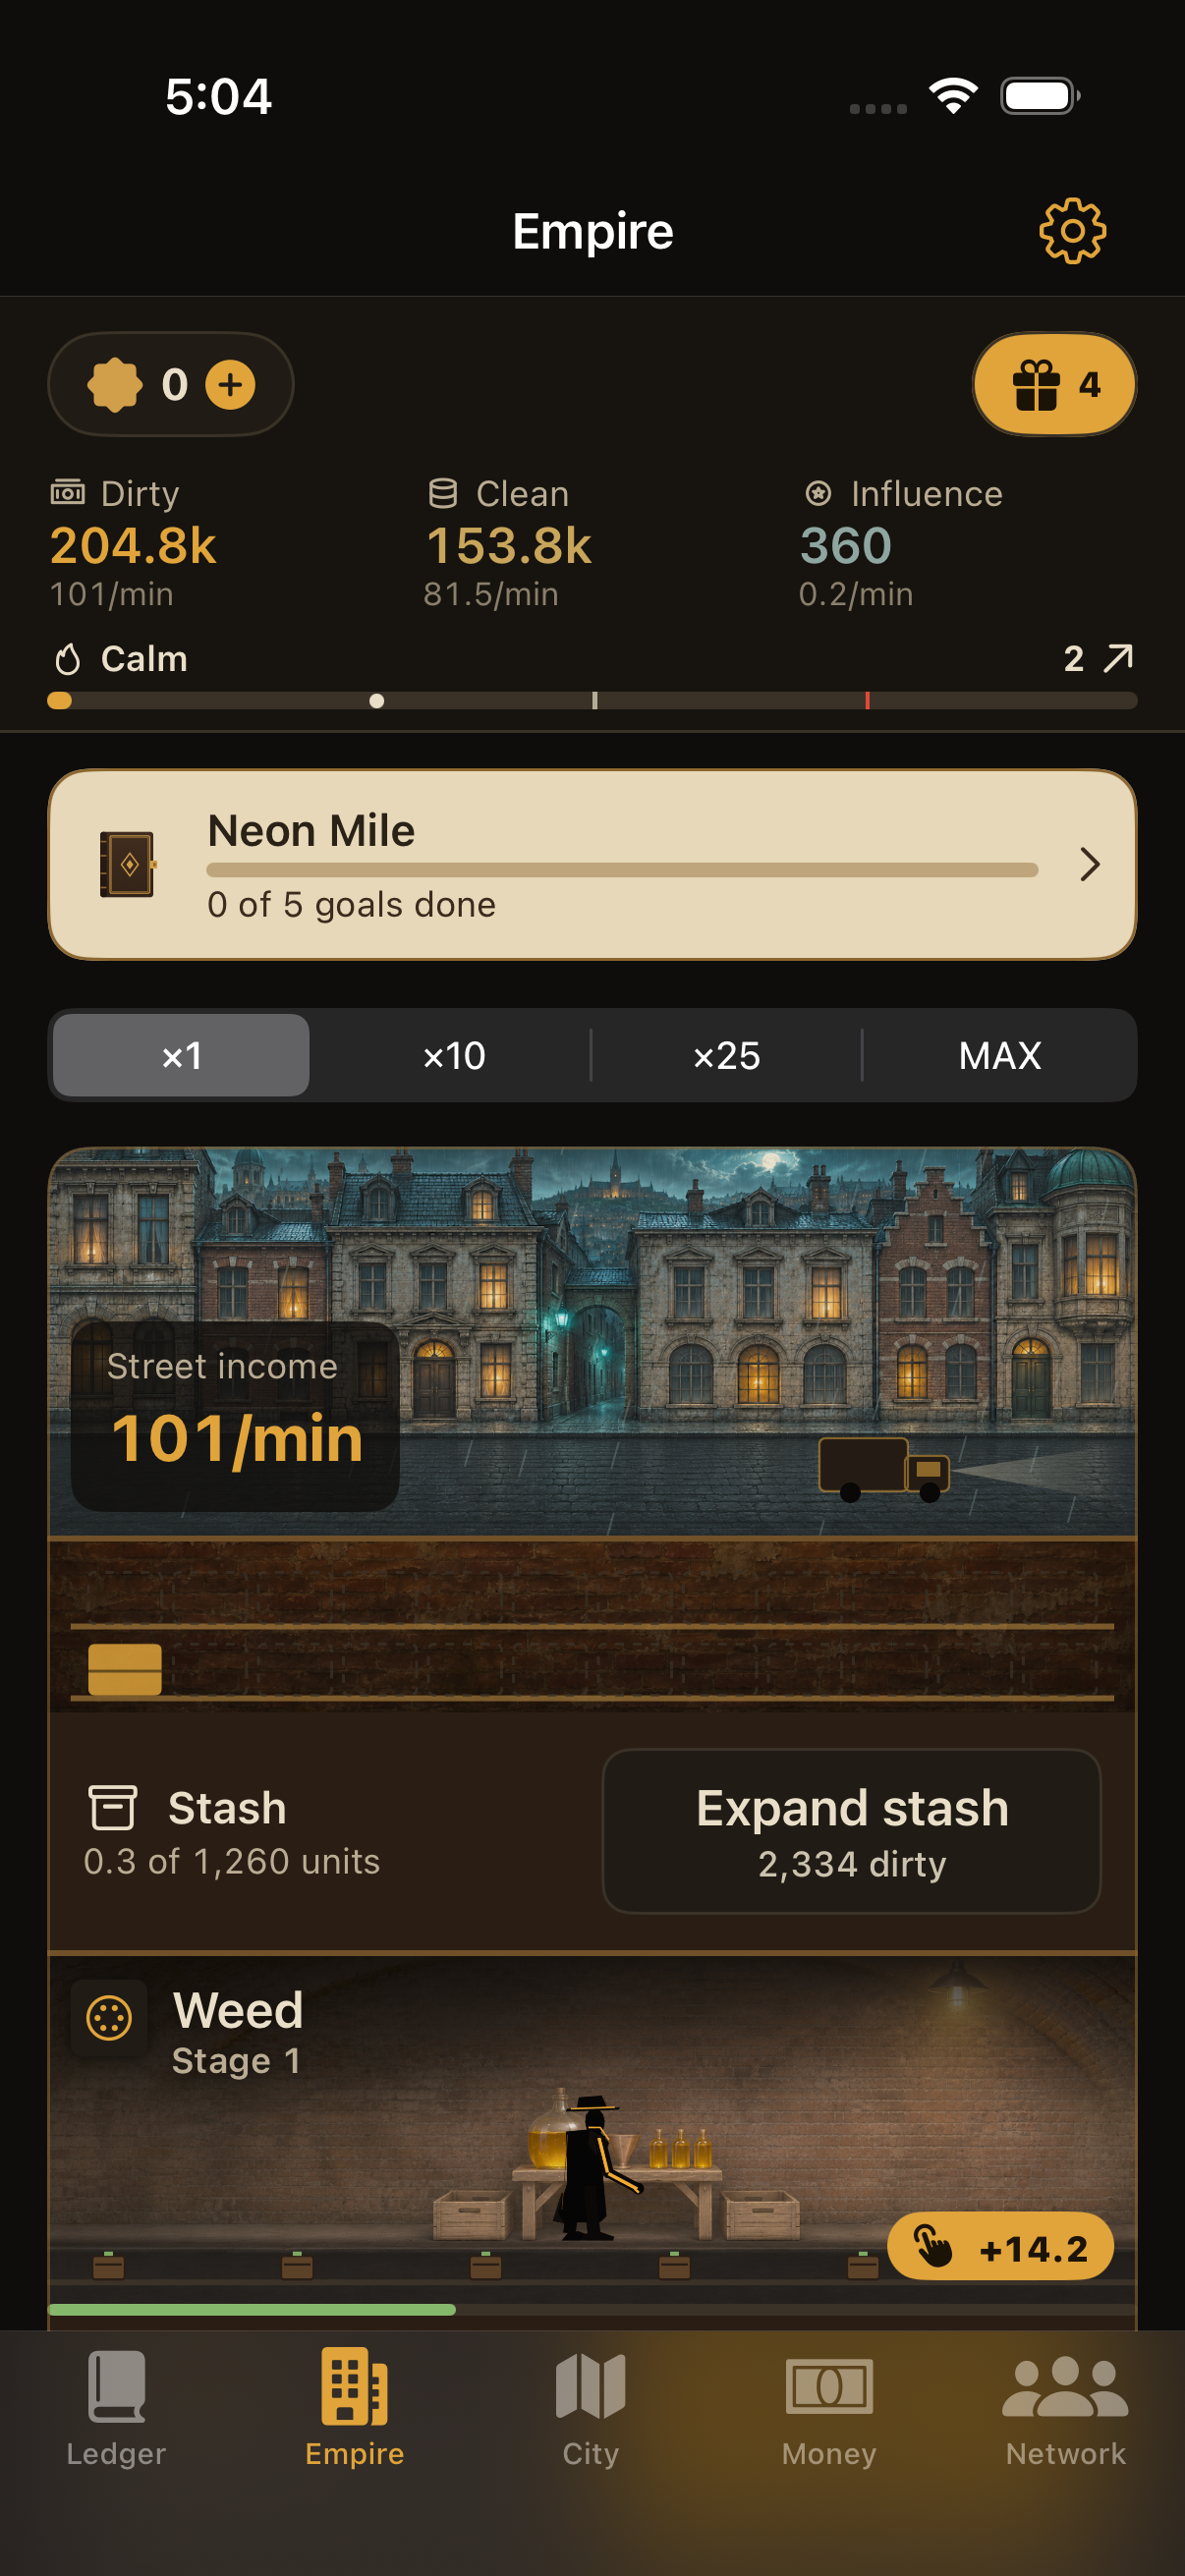 5:04
Empire
0
4
Dirty
Clean
Influence
204.8k
153.8k
360
101/min
81.5/min
0.2/min
Calm
2
Neon Mile
0 of 5 goals done
×1
×10
×25
MAX
Street income
101/min
Stash
0.3 of 1,260 units
Expand stash
2,334 dirty
Weed
Stage 1
+14.2
Ledger
Empire
City
Money
Network